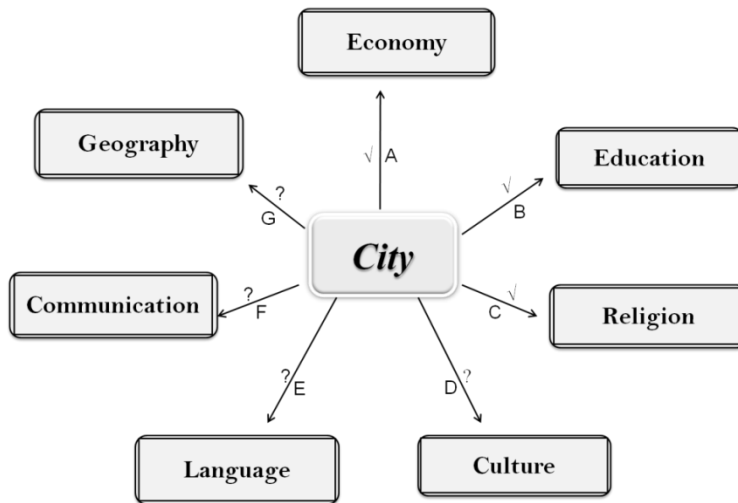 Economy
Geography
√ A
Education
√
B
?
G
City
Communication
?
F
C √
Religion
? E
D ?
Language
Culture